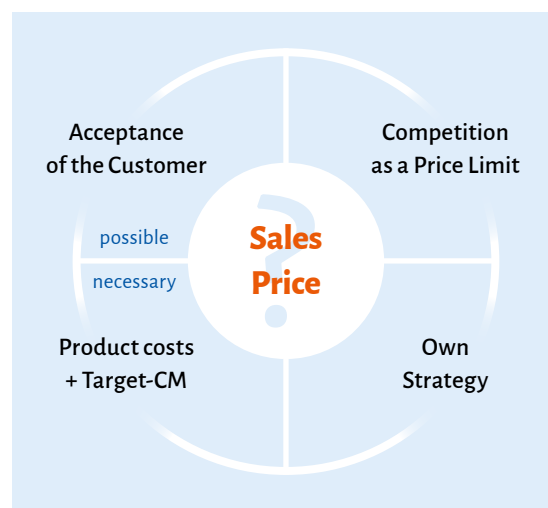 Acceptance
of the Customer
Competition
as a Price Limit
possible
necessary
?
Sales
Price
Product costs
+ Target-CM
Own
Strategy